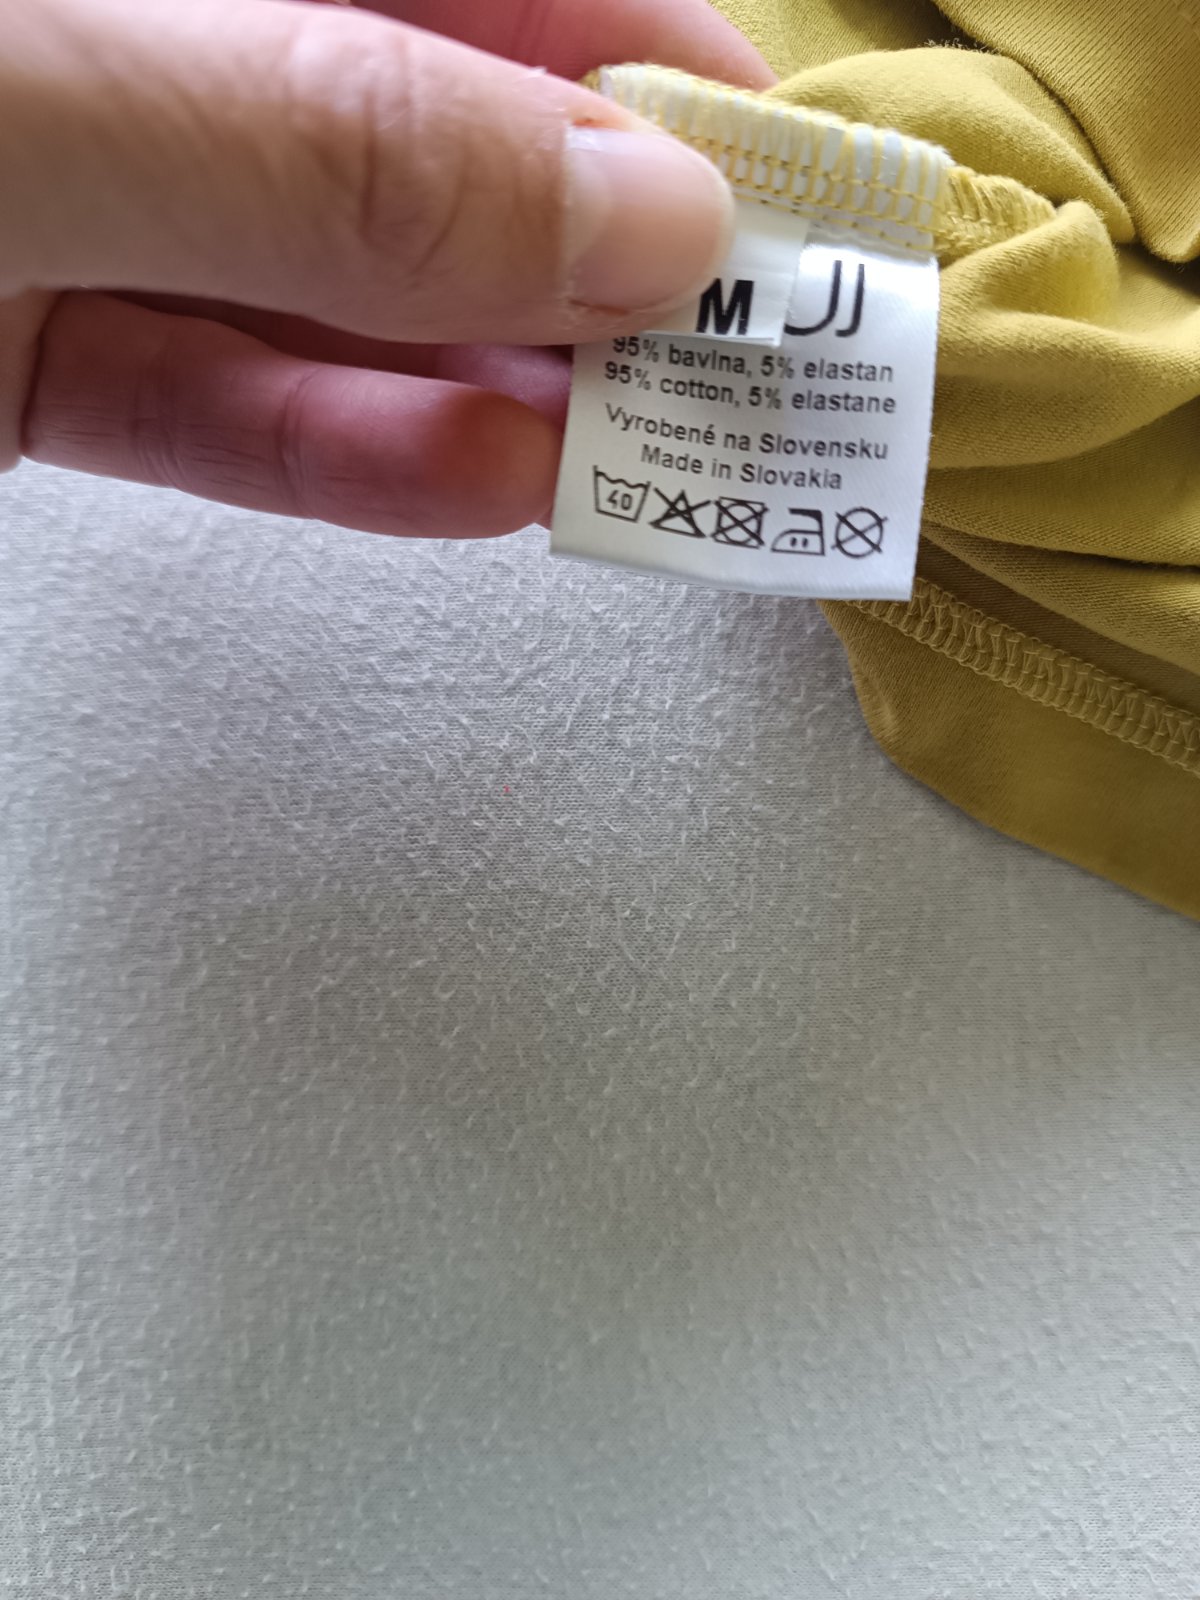 M
95% bavlna, 5% elastan
95% cotton, 5% elastane
Vyrobené na Slovensku
Made in Slovakia
40